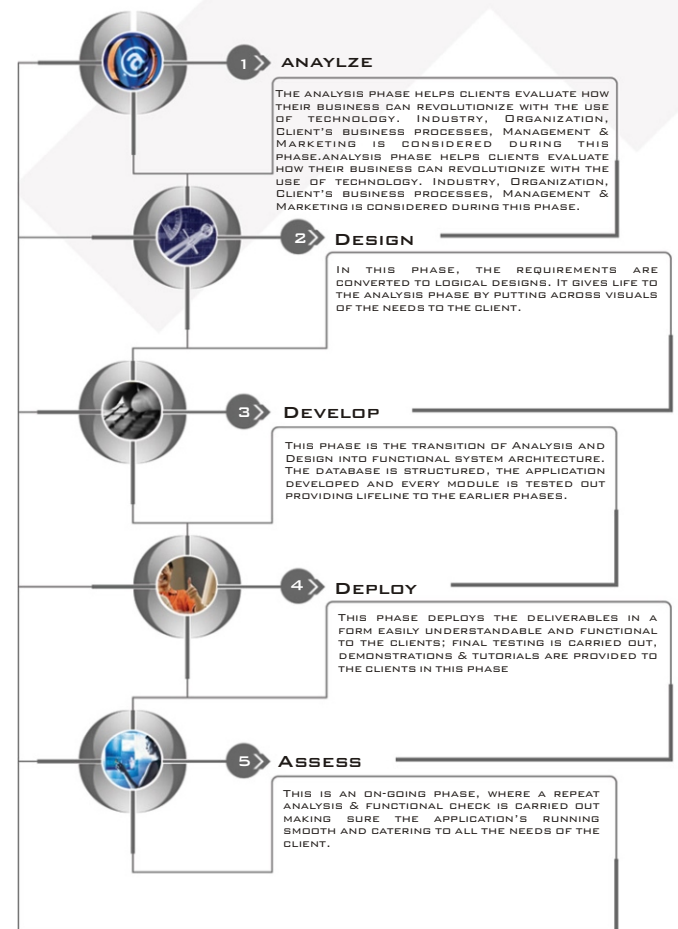 1 ANAYLZE
THE ANALYSIS PHASE HELPS CLIENTS EVALUATE HOW
THEIR BUSINESS CAN REVOLUTIONIZE WITH THE USE
OF TECHNOLOGY. INDUSTRY, ORGANIZATION,
CLIENT'S BUSINESS PROCESSES, MANAGEMENT &
MARKETING IS CONSIDERED DURING THIS
PHASE.ANALYSIS PHASE HELPS CLIENTS EVALUATE
HOW THEIR BUSINESS CAN REVOLUTIONIZE WITH THE
USE OF TECHNOLOGY. INDUSTRY, ORGANIZATION,
CLIENT'S BUSINESS PROCESSES, MANAGEMENT &
MARKETING IS CONSIDERED DURING THIS PHASE.
2 DESIGN
IN THIS PHASE, THE REQUIREMENTS ARE
CONVERTED TO LOGICAL DESIGNS. IT GIVES LIFE TO
THE ANALYSIS PHASE BY PUTTING ACROSS VISUALS
OF THE NEEDS TO THE CLIENT.
3 DEVELOP
THIS PHASE IS THE TRANSITION OF ANALYSIS AND
DESIGN INTO FUNCTIONAL SYSTEM ARCHITECTURE.
THE DATABASE IS STRUCTURED, THE APPLICATION
DEVELOPED AND EVERY MODULE IS TESTED OUT
PROVIDING LIFELINE TO THE EARLIER PHASES.
4 DEPLOY
THIS PHASE DEPLOYS THE DELIVERABLES IN A
FORM EASILY UNDERSTANDABLE AND FUNCTIONAL
TO THE CLIENTS; FINAL TESTING IS CARRIED OUT,
DEMONSTRATIONS & TUTORIALS ARE PROVIDED TO
THE CLIENTS IN THIS PHASE
5 ASSESS
THIS IS AN ON-GOING PHASE, WHERE A REPEAT
ANALYSIS & FUNCTIONAL CHECK IS CARRIED OUT
MAKING SURE THE APPLICATION'S RUNNING
SMOOTH AND CATERING TO ALL THE NEEDS OF THE
CLIENT.